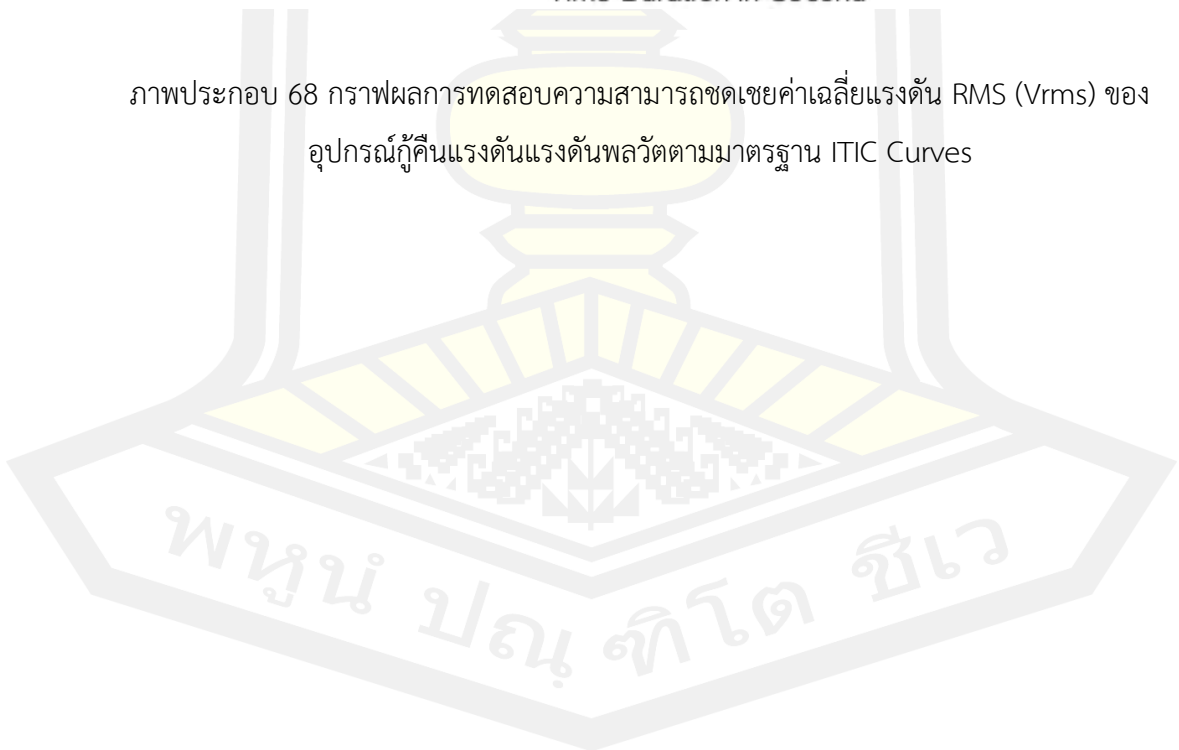 ภาพประกอบ 68 กราฟผลการทดสอบความสามารถชดเชยค่าเฉลี่ยแรงดัน RMS (Vrms) ของ
อุปกรณ์กู้คืนแรงดันแรงดันพลวัตตามมาตรฐาน ITIC Curves
พหูนํ ปณฺฑิโต ชีเว